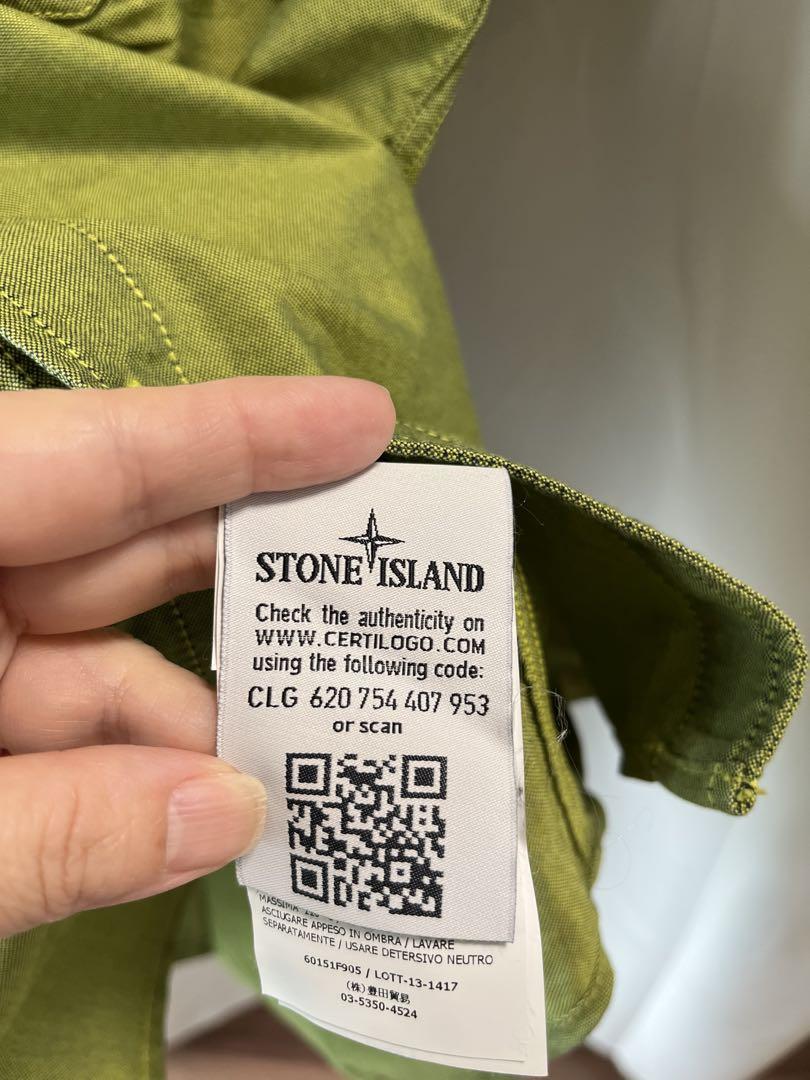 STONE ISLAND
Check the authenticity on
WWW.CERTILOGO.COM
using the following code:
CLG 620 754 407 953
or scan
MASSIMA
ASCIUGARE APPESO IN OMBRA / LAVARE
SEPARATAMENTE / USARE DETERSIVO NEUTRO
60151F905 / LOTT-13-1417
(株)豊田貿易
03-5350-4524